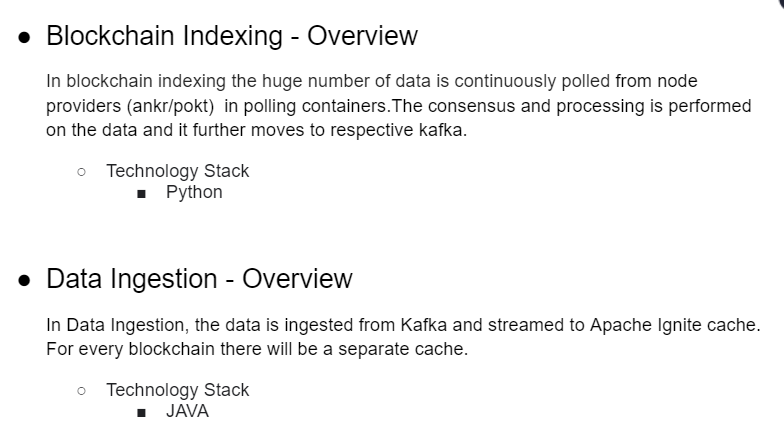 ● Blockchain Indexing - Overview
In blockchain indexing the huge number of data is continuously polled from node
providers (ankr/pokt)  in polling containers.The consensus and processing is performed
on the data and it further moves to respective kafka.
○ Technology Stack
■ Python
● Data Ingestion - Overview
In Data Ingestion, the data is ingested from Kafka and streamed to Apache Ignite cache.
For every blockchain there will be a separate cache.
○ Technology Stack
■ JAVA